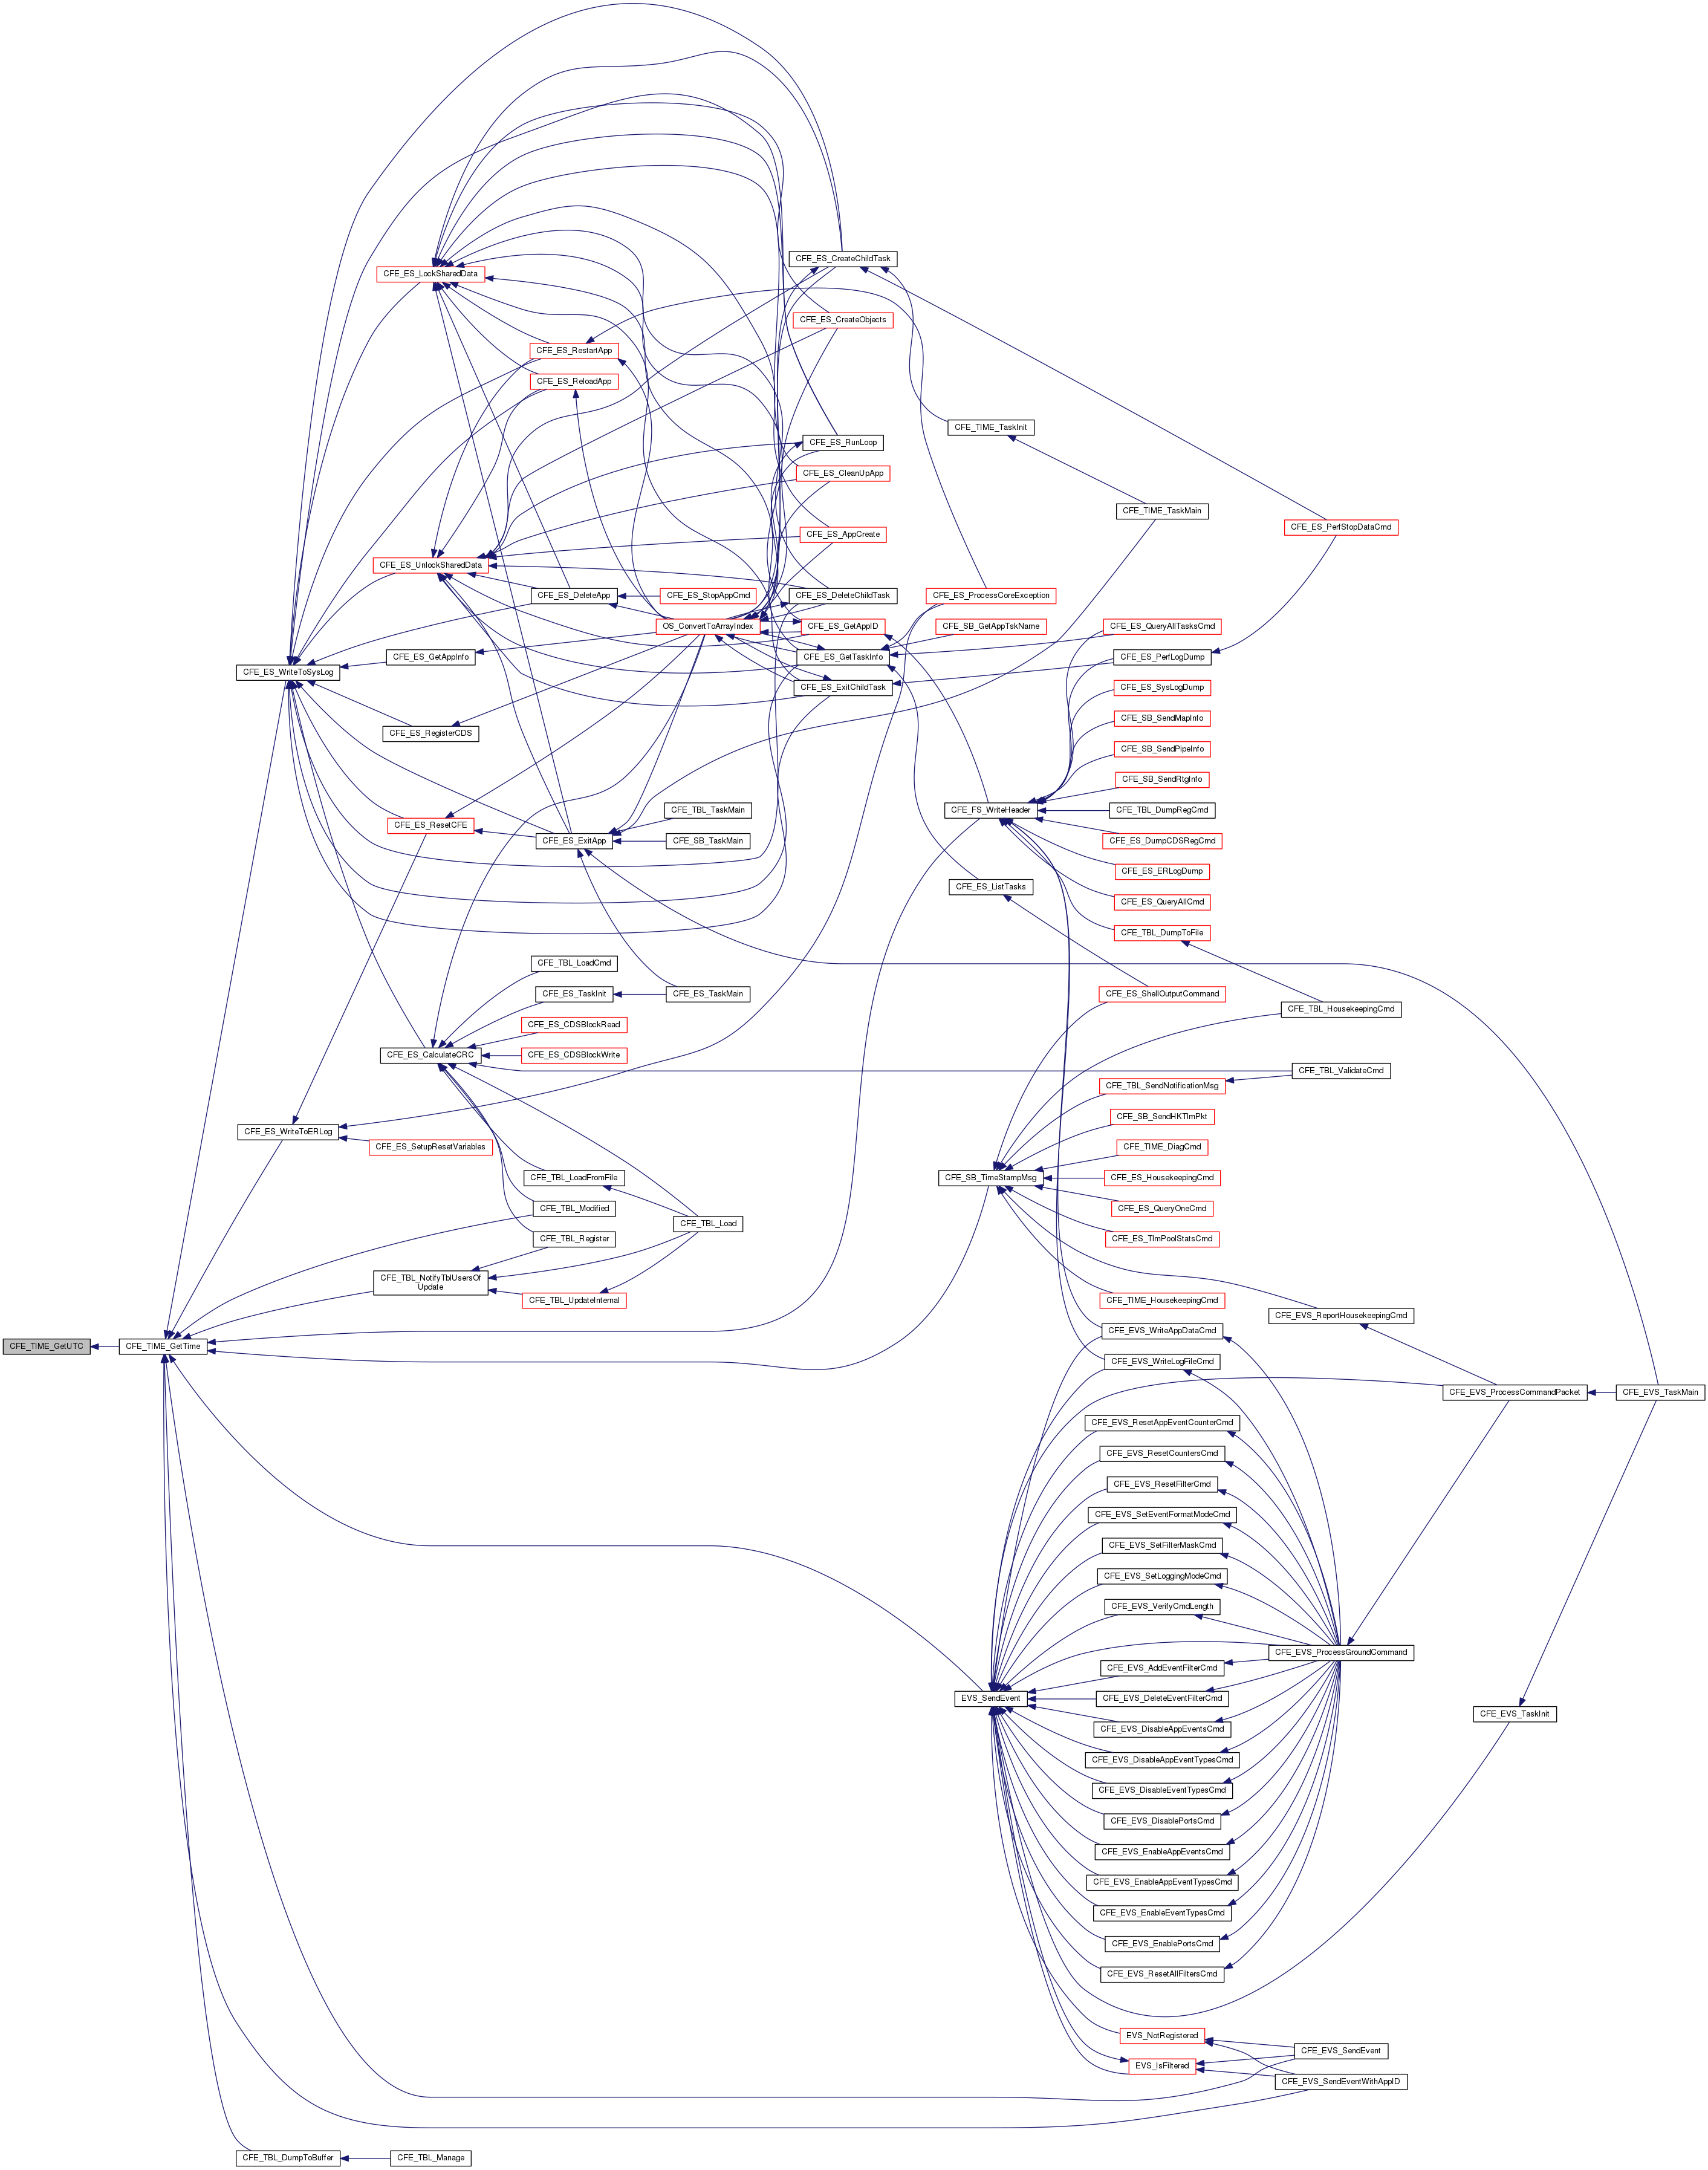 CFE_ES_CreateChildTask
CFE_ES_LockSharedData
CFE_ES_CreateObjects
CFE_ES_RestartApp
CFE_ES_ReloadApp
CFE_TIME_TaskInit
CFE_ES_RunLoop
CFE_ES_CleanUpApp
CFE_TIME_TaskMain
CFE_ES_PerfStopDataCmd
CFE_ES_AppCreate
CFE_ES_UnlockSharedData
CFE_ES_DeleteApp
CFE_ES_StopAppCmd
CFE_ES_DeleteChildTask
CFE_ES_ProcessCoreException
OS_ConvertToArrayIndex
CFE_ES_GetAppID
CFE_SB_GetAppTskName
CFE_ES_QueryAllTasksCmd
CFE_ES_GetAppInfo
CFE_ES_GetTaskInfo
CFE_ES_PerfLogDump
CFE_ES_WriteToSysLog
CFE_ES_ExitChildTask
CFE_ES_SysLogDump
CFE_SB_SendMapInfo
CFE_ES_RegisterCDS
CFE_SB_SendPipeInfo
CFE_SB_SendRtgInfo
CFE_TBL_TaskMain
CFE_FS_WriteHeader
CFE_TBL_DumpRegCmd
CFE_ES_ResetCFE
CFE_ES_ExitApp
CFE_SB_TaskMain
CFE_ES_DumpCDSRegCmd
CFE_ES_ERLogDump
CFE_ES_ListTasks
CFE_ES_QueryAllCmd
CFE_TBL_DumpToFile
CFE_TBL_LoadCmd
CFE_ES_TaskInit
CFE_ES_TaskMain
CFE_ES_ShellOutputCommand
CFE_TBL_HousekeepingCmd
CFE_ES_CDSBlockRead
CFE_ES_CalculateCRC
CFE_ES_CDSBlockWrite
CFE_TBL_ValidateCmd
CFE_TBL_SendNotificationMsg
CFE_SB_SendHKTlmPkt
CFE_ES_WriteToERLog
CFE_ES_SetupResetVariables
CFE_TIME_DiagCmd
CFE_TBL_LoadFromFile
CFE_SB_TimeStampMsg
CFE_ES_HousekeepingCmd
CFE_TBL_Modified
CFE_ES_QueryOneCmd
CFE_TBL_Load
CFE_TBL_Register
CFE_ES_TlmPoolStatsCmd
CFE_TBL_NotifyTblUsersOf
Update
CFE_TBL_UpdateInternal
CFE_TIME_HousekeepingCmd
CFE_EVS_ReportHousekeepingCmd
CFE_EVS_WriteAppDataCmd
CFE_TIME_GetUTC
CFE_TIME_GetTime
CFE_EVS_WriteLogFileCmd
CFE_EVS_ProcessCommandPacket
CFE_EVS_TaskMain
CFE_EVS_ResetAppEventCounterCmd
CFE_EVS_ResetCountersCmd
CFE_EVS_ResetFilterCmd
CFE_EVS_SetEventFormatModeCmd
CFE_EVS_SetFilterMaskCmd
CFE_EVS_SetLoggingModeCmd
CFE_EVS_VerifyCmdLength
CFE_EVS_ProcessGroundCommand
CFE_EVS_AddEventFilterCmd
EVS_SendEvent
CFE_EVS_DeleteEventFilterCmd
CFE_EVS_TaskInit
CFE_EVS_DisableAppEventsCmd
CFE_EVS_DisableAppEventTypesCmd
CFE_EVS_DisableEventTypesCmd
CFE_EVS_DisablePortsCmd
CFE_EVS_EnableAppEventsCmd
CFE_EVS_EnableAppEventTypesCmd
CFE_EVS_EnableEventTypesCmd
CFE_EVS_EnablePortsCmd
CFE_EVS_ResetAllFiltersCmd
EVS_NotRegistered
CFE_EVS_SendEvent
EVS_IsFiltered
CFE_EVS_SendEventWithAppID
CFE_TBL_DumpToBuffer
CFE_TBL_Manage